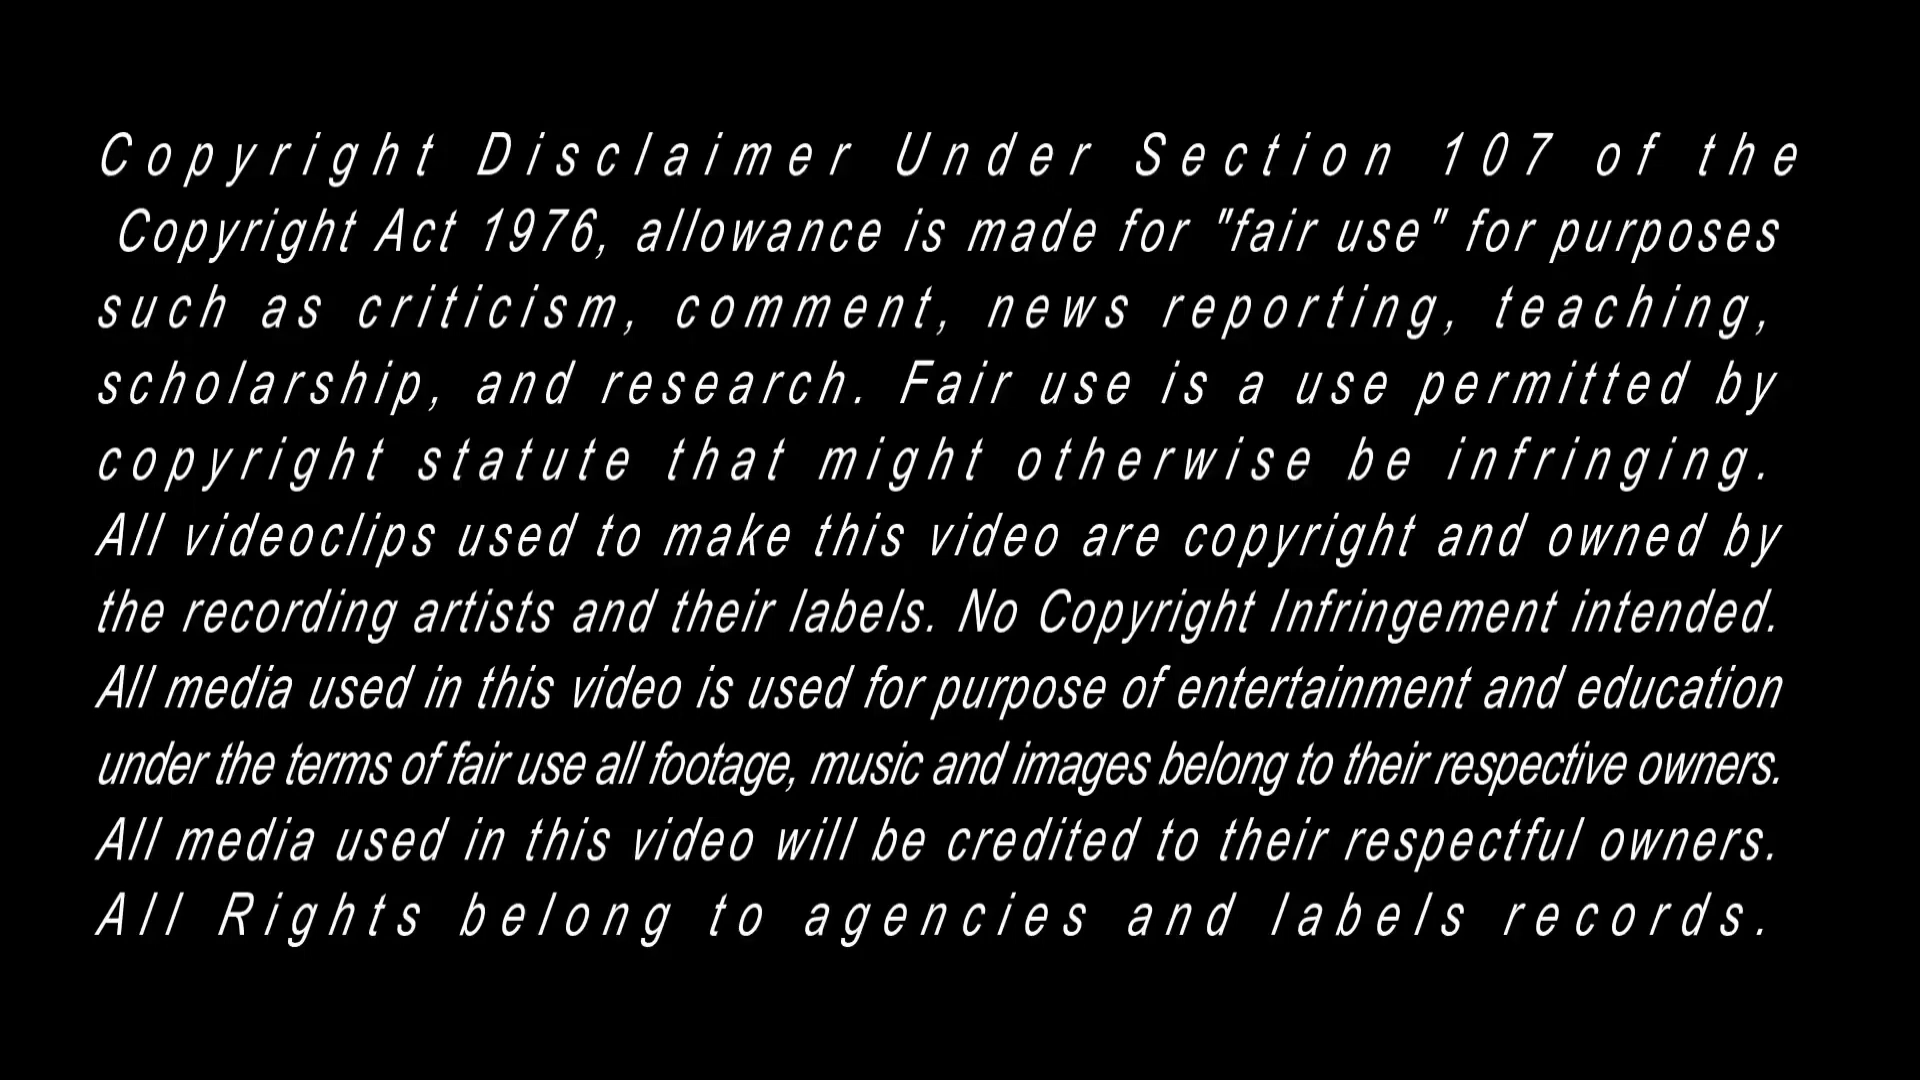 Copyright Disclaimer Under Section 107 of the
Copyright Act 1976, allowance is made for "fair use" for purposes
such as criticism, comment, news reporting, teaching,
scholarship, and research. Fair use is a use permitted by
copyright statute that might otherwise be infringing.
All videoclips used to make this video are copyright and owned by
the recording artists and their labels. No Copyright Infringement intended.
All media used in this video is used for purpose of entertainment and education
under the terms of fair use all footage, music and images belong to their respective owners.
All media used in this video will be credited to their respectful owners.
All Rights belong to agencies and labels records.